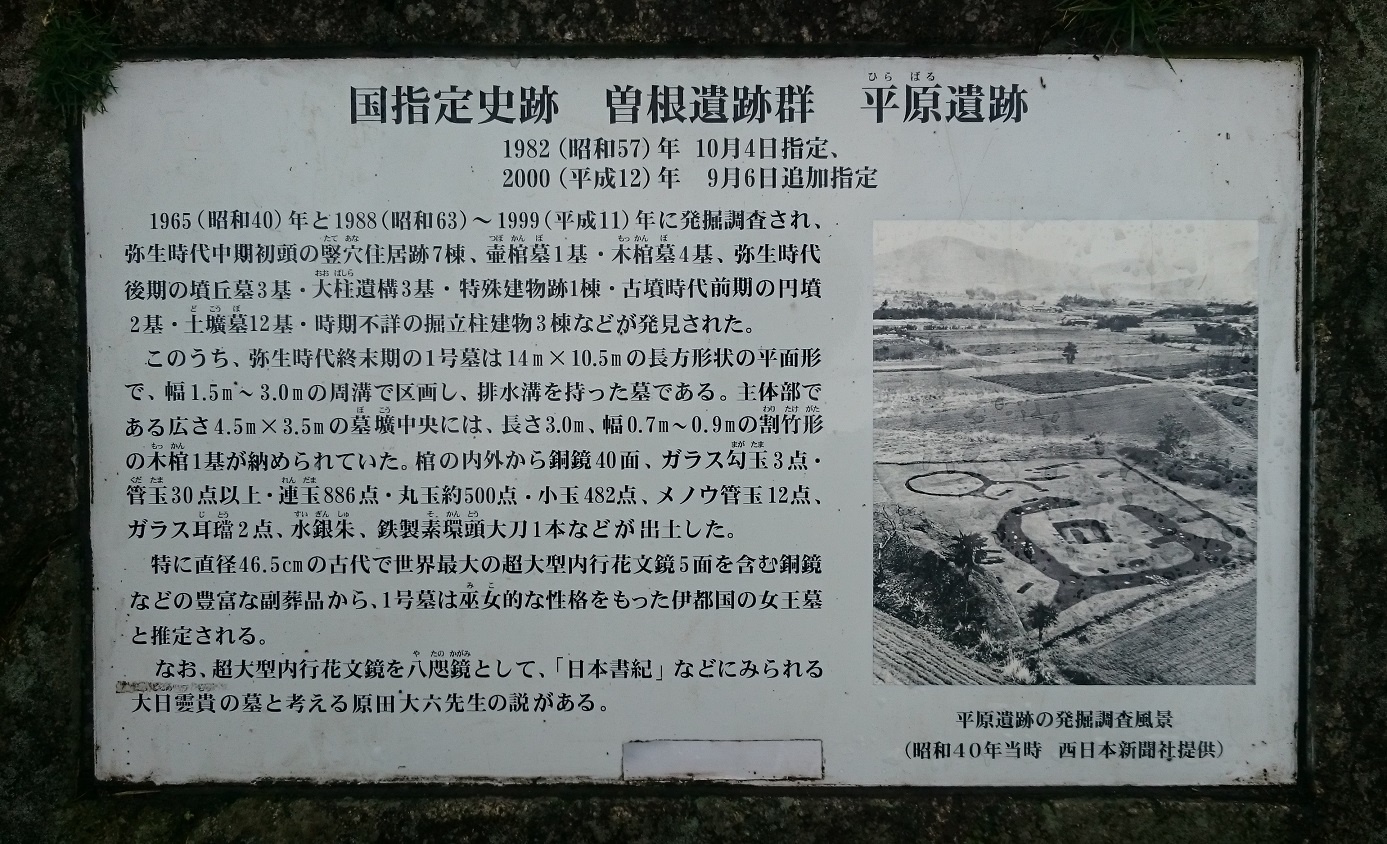 国指定史跡　曽根遺跡群　平原遺跡
1982（昭和57）年 10月4日指定、
2000（平成12）年　9月6日追加指定
1965（昭和40）年と1988（昭和63）～1999（平成11）年に発掘調査され、
弥生時代中期初頭の竪穴住居跡7棟、壷棺墓1基・木棺墓4基、弥生時代
後期の墳丘墓3基・大柱遺構3基・特殊建物跡1棟・古墳時代前期の円墳
2基・土壙墓12基・時期不詳の掘立柱建物3棟などが発見された。
このうち、弥生時代終末期の1号墓は14m×10.5mの長方形状の平面形
で、幅1.5m～3.0mの周溝で区画し、排水溝を持った墓である。主体部で
ある広さ4.5m×3.5mの墓壙中央には、長さ3.0m、幅0.7m～0.9mの割竹形
の木棺1基が納められていた。棺の内外から銅鏡40面、ガラス勾玉3点・
管玉30点以上・連玉886点・丸玉約500点・小玉482点、メノウ管玉12点、
ガラス耳璫2点、水銀朱、鉄製素環頭大刀1本などが出土した。
特に直径46.5cmの古代で世界最大の超大型内行花文鏡5面を含む銅鏡
などの豊富な副葬品から、1号墓は巫女的な性格をもった伊都国の女王墓
と推定される。
なお、超大型内行花文鏡を八咫鏡として、「日本書紀」などにみられる
大日孁貴の墓と考える原田大六先生の説がある。
平原遺跡の発掘調査風景
（昭和40年当時　西日本新聞社提供）